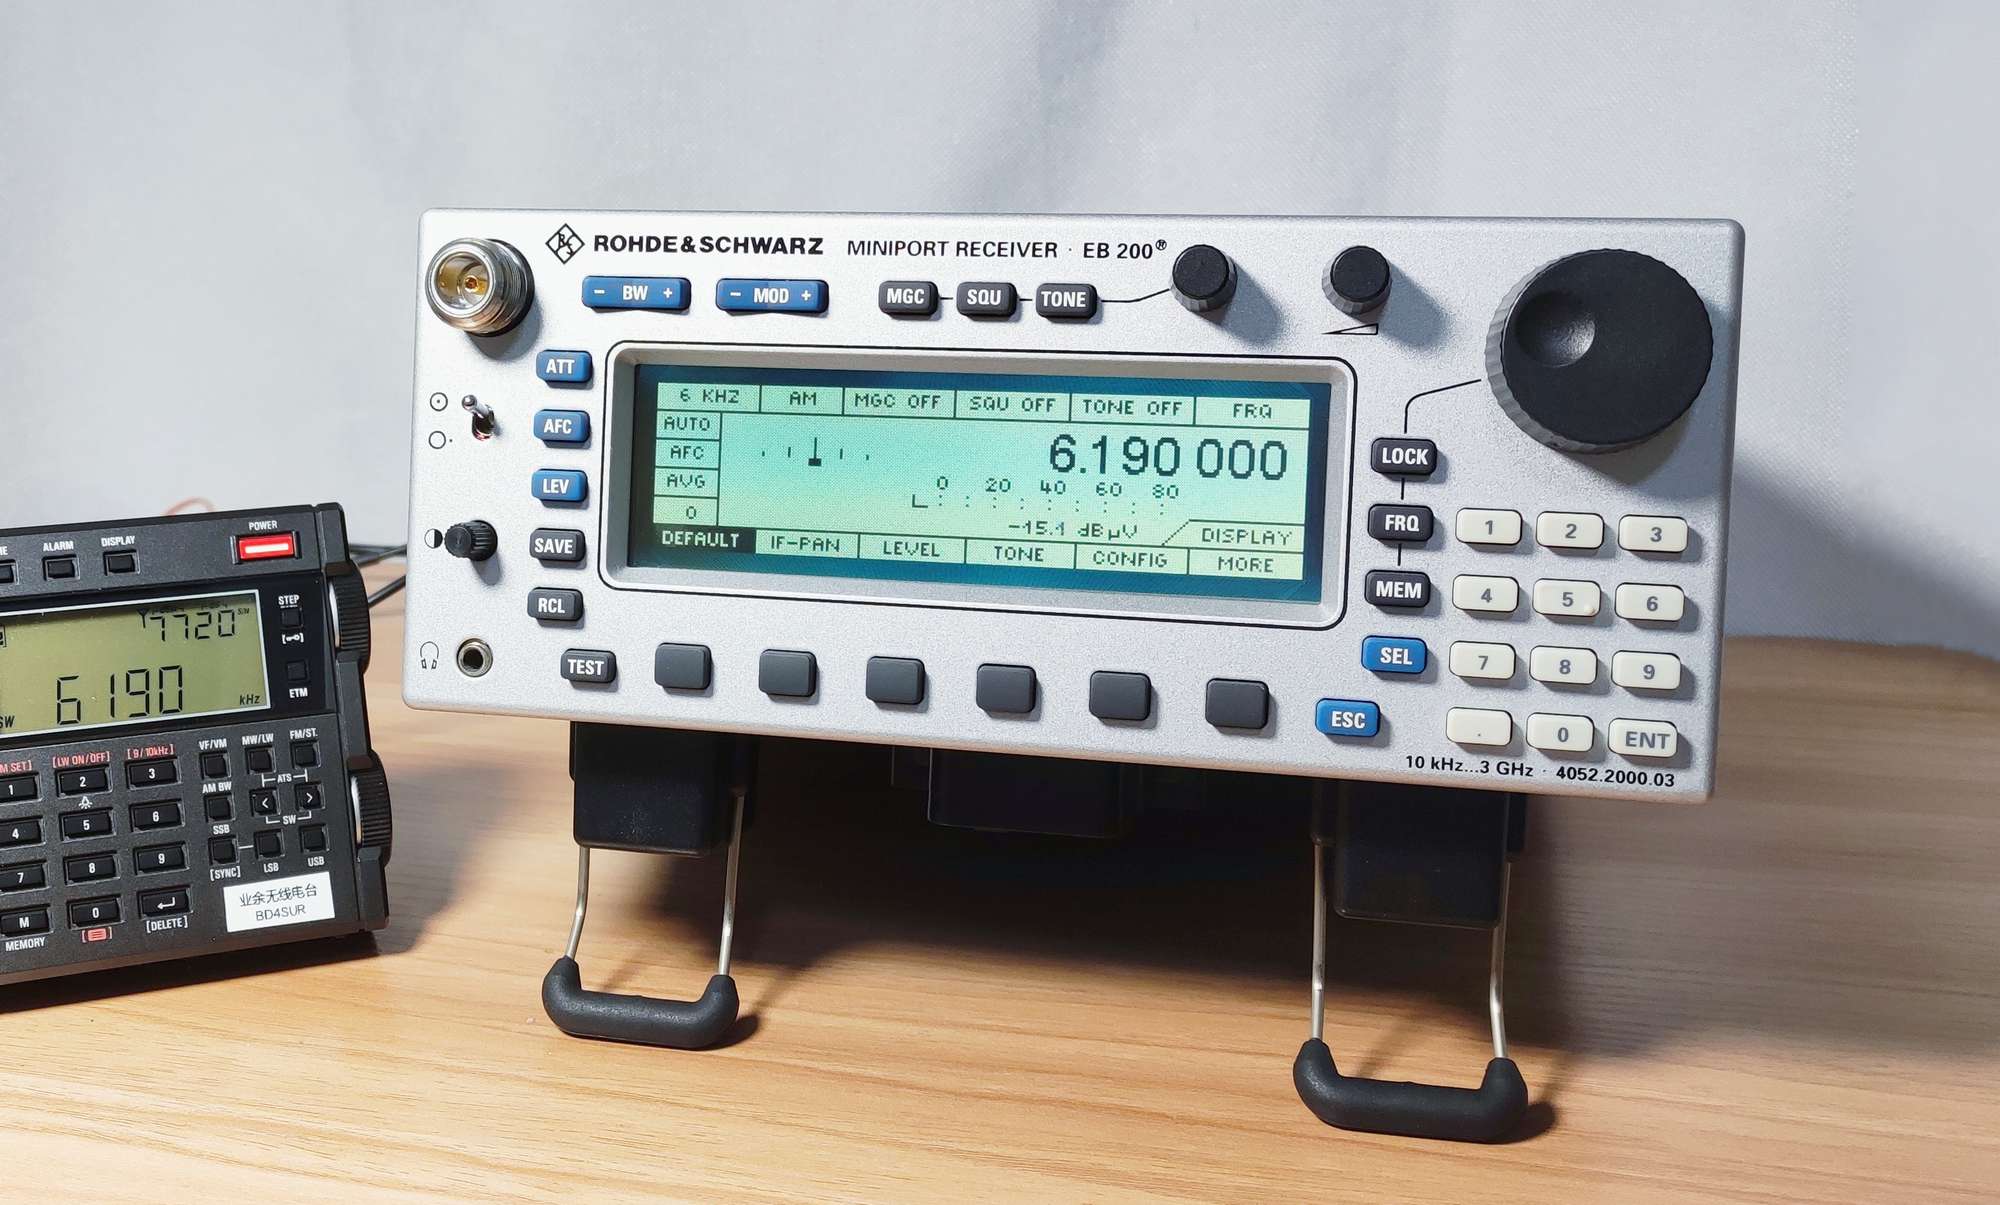 ROHDE&SCHWARZ MINIPORT RECEIVER · EB 200®
− BW +
− MOD +
MGC
SQU
TONE
ATT
AFC
LEV
SAVE
RCL
TEST
6 KHZ
AM
MGC OFF
SQU OFF
TONE OFF
FRQ
AUTO
AFC
AVG
0
6.190 000
0 20 40 60 80
-15.1 dBµV
DISPLAY
DEFAULT
IF-PAN
LEVEL
TONE
CONFIG
MORE
LOCK
FRQ
MEM
SEL
ESC
1 2 3
4 5 6
7 8 9
. 0 ENT
10 kHz...3 GHz · 4052.2000.03
ALARM
DISPLAY
POWER
7720
6190
kHz
SW
STEP
ETM
[LW ON/OFF]
[9/10kHz]
VF/VM
MW/LW
FM/ST.
1 2 3
AM BW
ATS
< >
SW
4 5 6
SSB
7 8 9
[SYNC]
LSB
USB
M
0
MEMORY
[DELETE]
业余无线电台
BD4SUR